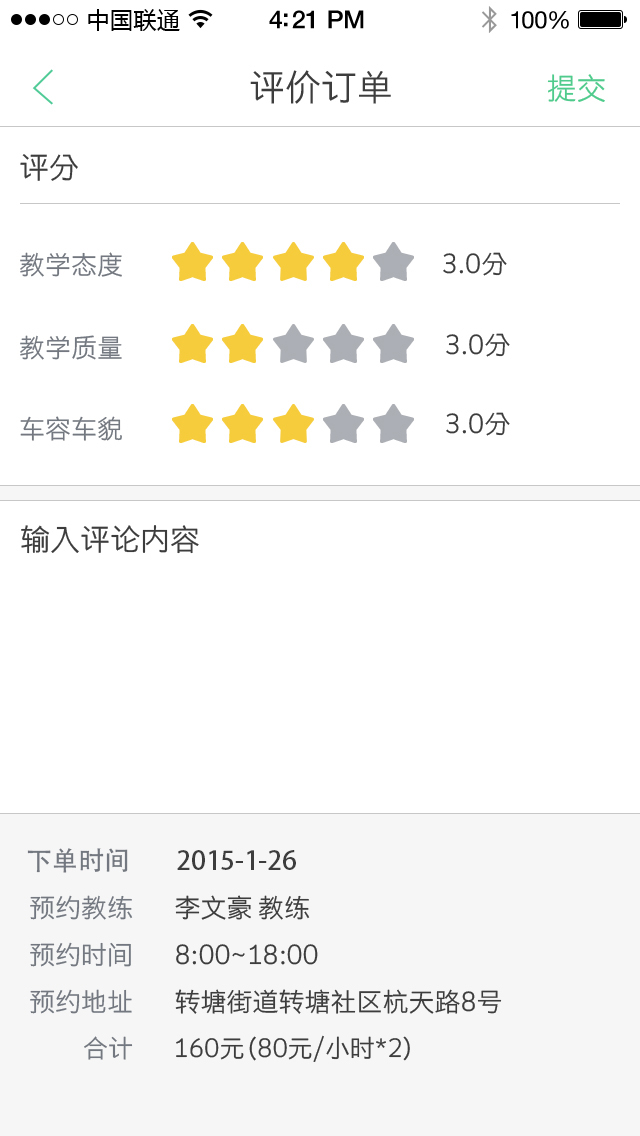 中国联通 4:21 PM 100%
评价订单 提交
评分
教学态度 3.0分
教学质量 3.0分
车容车貌 3.0分
输入评论内容
下单时间 2015-1-26
预约教练 李文豪 教练
预约时间 8:00~18:00
预约地址 转塘街道转塘社区杭天路8号
合计 160元(80元/小时*2)